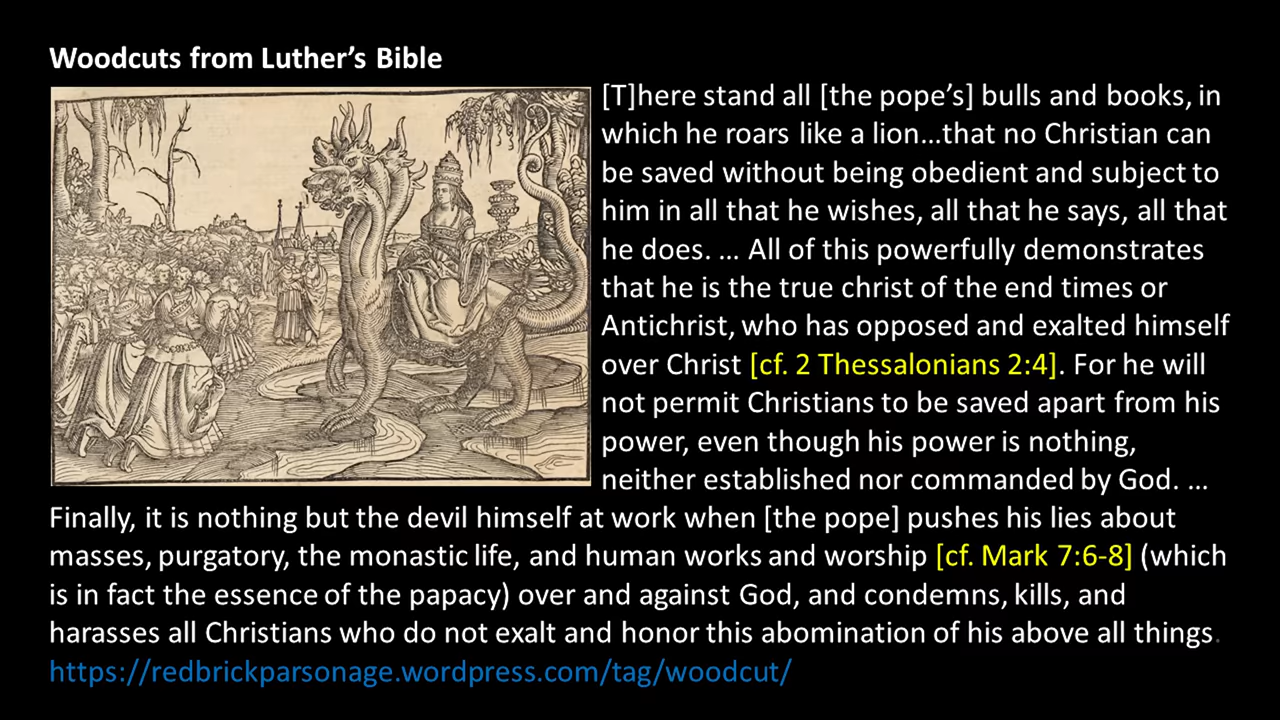 Woodcuts from Luther’s Bible
[T]here stand all [the pope’s] bulls and books, in
which he roars like a lion…that no Christian can
be saved without being obedient and subject to
him in all that he wishes, all that he says, all that
he does. … All of this powerfully demonstrates
that he is the true christ of the end times or
Antichrist, who has opposed and exalted himself
over Christ [cf. 2 Thessalonians 2:4]. For he will
not permit Christians to be saved apart from his
power, even though his power is nothing,
neither established nor commanded by God. …
Finally, it is nothing but the devil himself at work when [the pope] pushes his lies about
masses, purgatory, the monastic life, and human works and worship [cf. Mark 7:6-8] (which
is in fact the essence of the papacy) over and against God, and condemns, kills, and
harasses all Christians who do not exalt and honor this abomination of his above all things.
https://redbrickparsonage.wordpress.com/tag/woodcut/